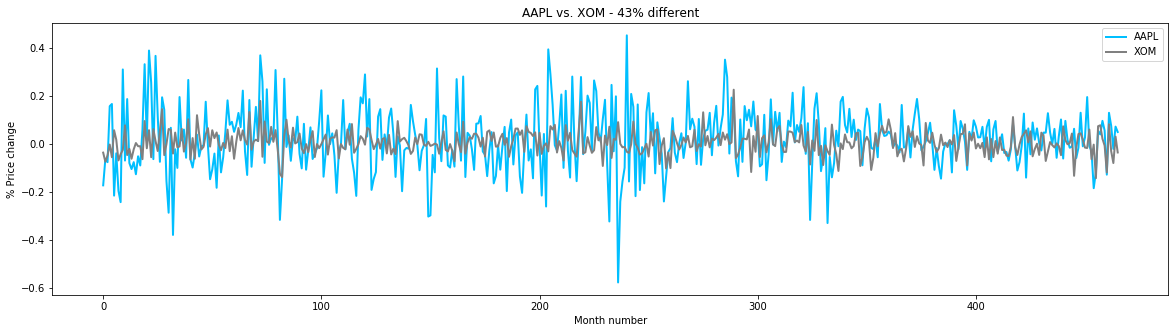 AAPL vs. XOM - 43% different
AAPL
XOM
% Price change
0.4
0.2
0.0
−0.2
−0.4
−0.6
0
100
200
300
400
Month number